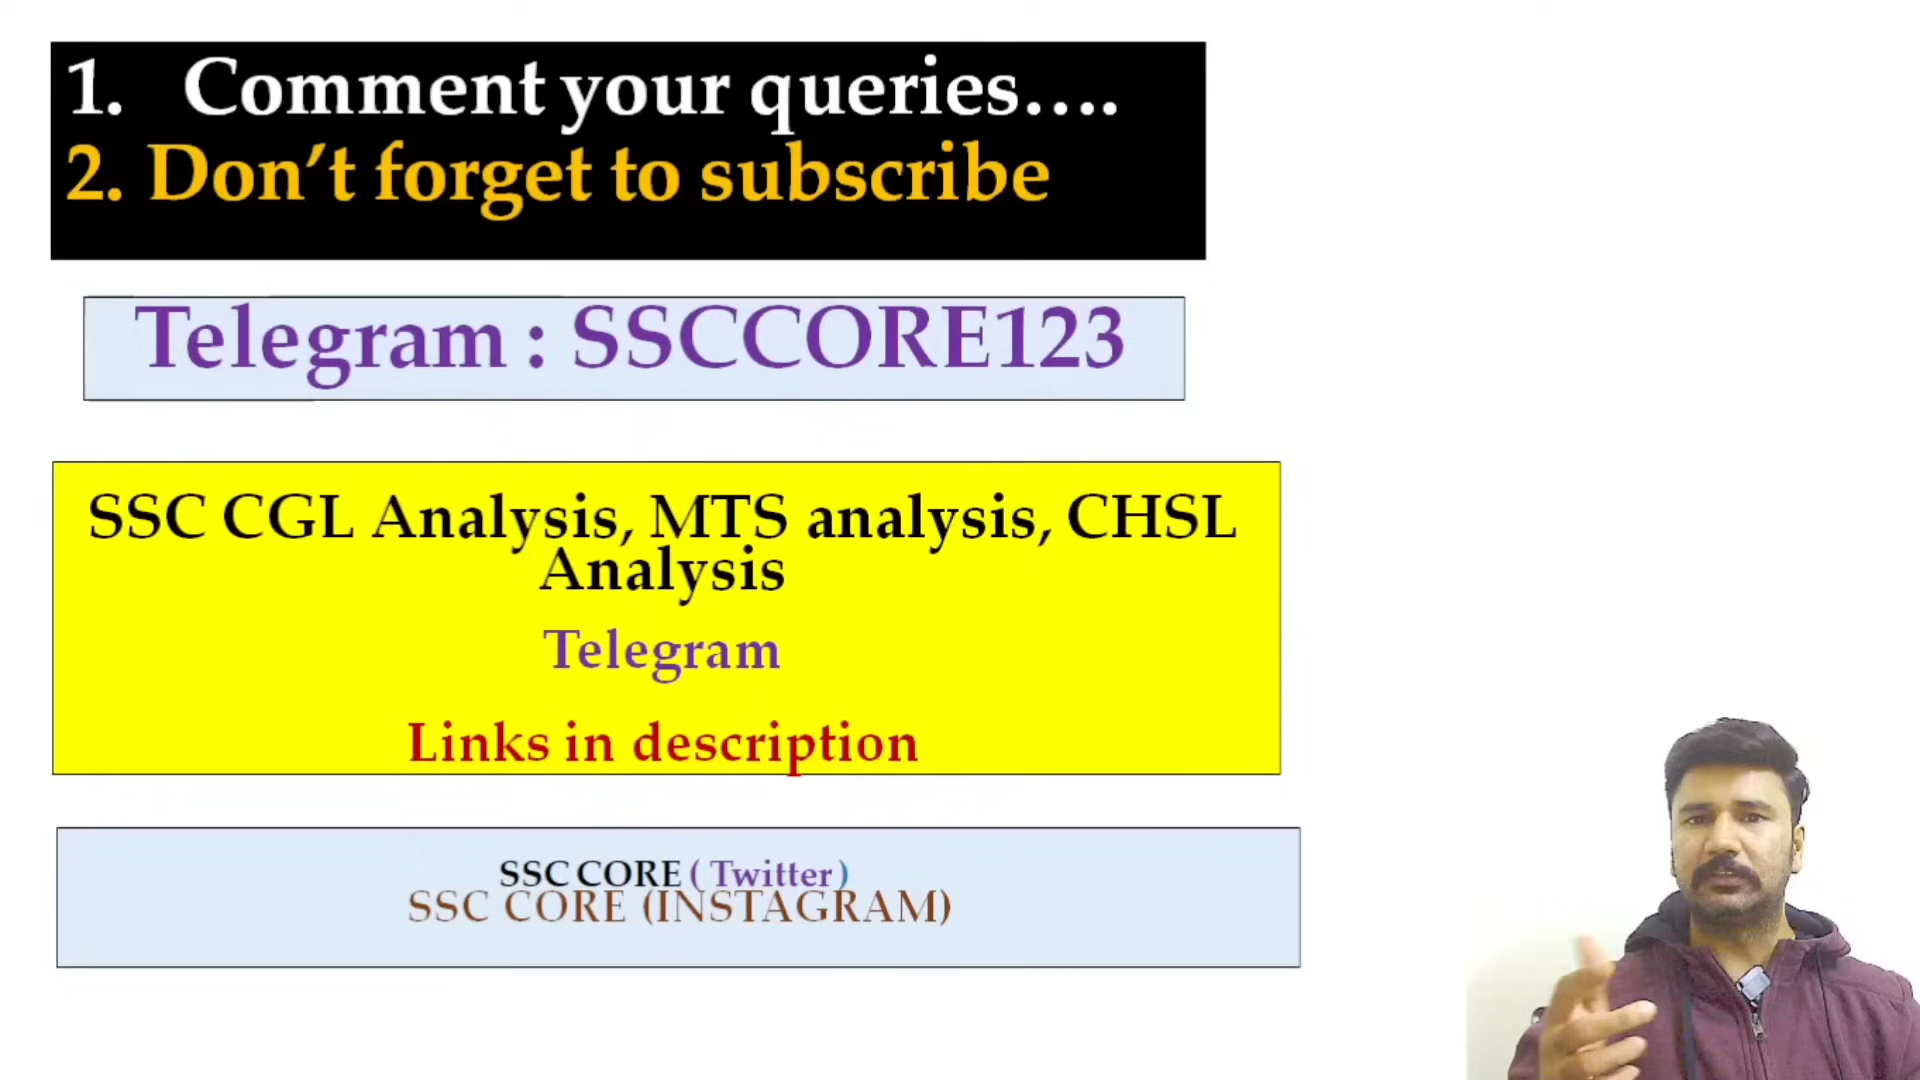 1. Comment your queries….
2. Don’t forget to subscribe
Telegram : SSCCORE123
SSC CGL Analysis, MTS analysis, CHSL
Analysis
Telegram
Links in description
SSC CORE ( Twitter)
SSC CORE (INSTAGRAM)